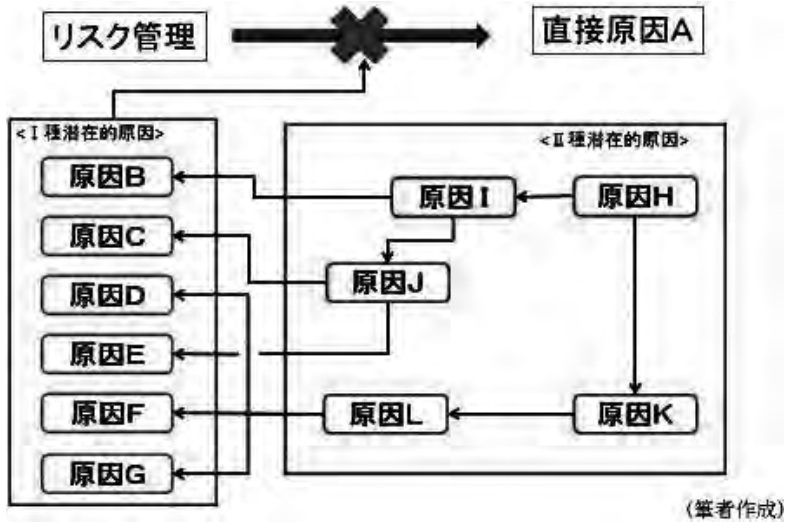 リスク管理
直接原因A
<Ⅰ種潜在的原因>
<Ⅱ種潜在的原因>
原因B
原因I
原因H
原因C
原因J
原因D
原因E
原因F
原因L
原因K
原因G
(筆者作成)